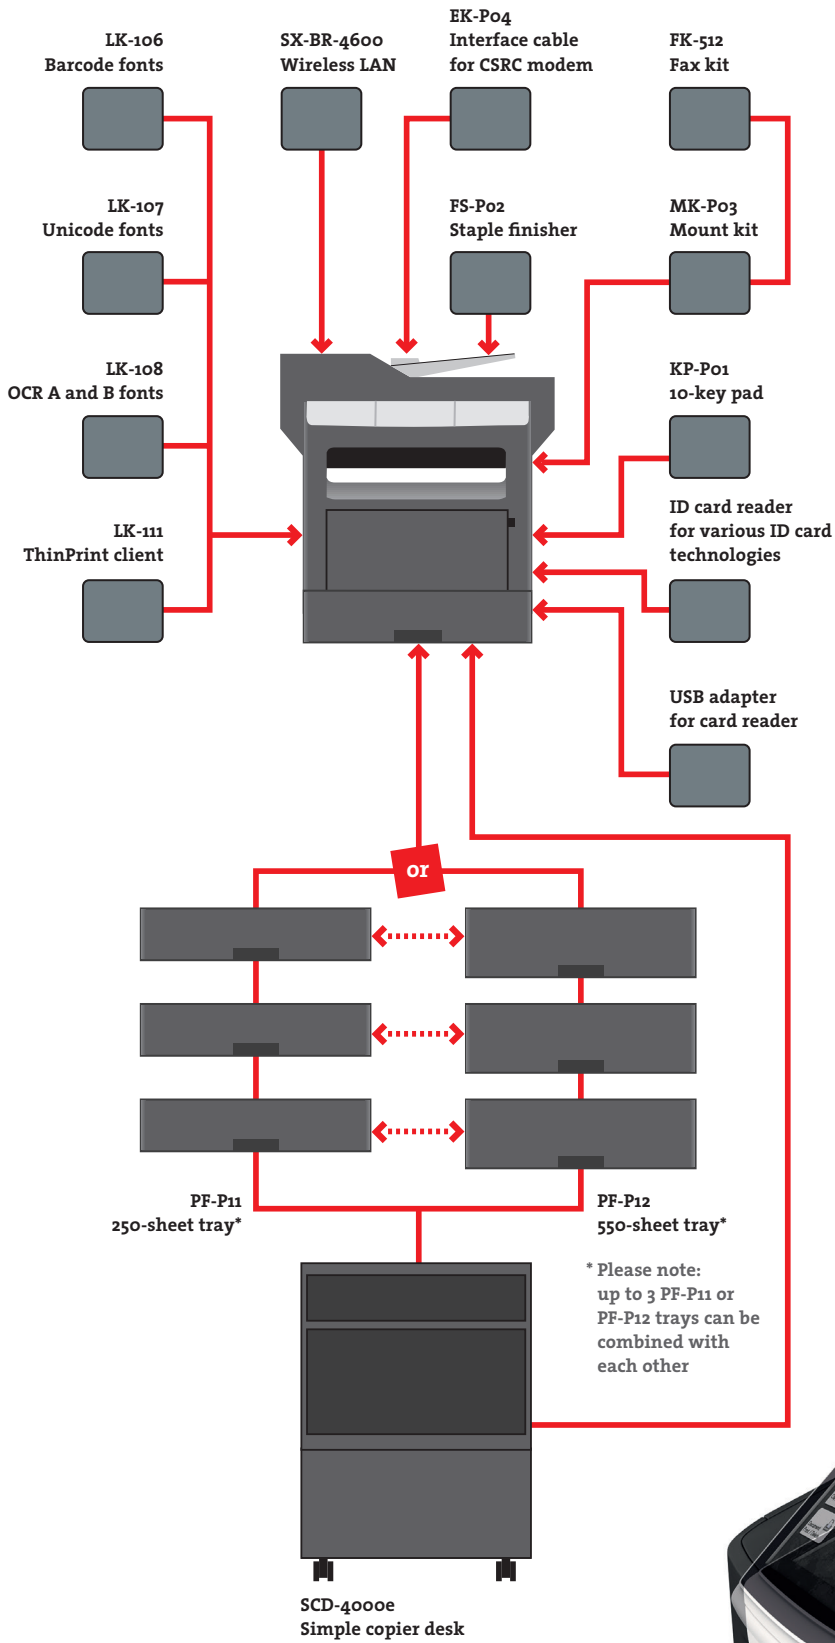 LK-106
Barcode fonts
SX-BR-4600
Wireless LAN
EK-P04
Interface cable
for CSRC modem
FK-512
Fax kit
LK-107
Unicode fonts
FS-P02
Staple finisher
MK-P03
Mount kit
LK-108
OCR A and B fonts
KP-P01
10-key pad
LK-111
ThinPrint client
ID card reader
for various ID card
technologies
USB adapter
for card reader
or
PF-P11
250-sheet tray*
PF-P12
550-sheet tray*
* Please note:
up to 3 PF-P11 or
PF-P12 trays can be
combined with
each other
SCD-4000e
Simple copier desk